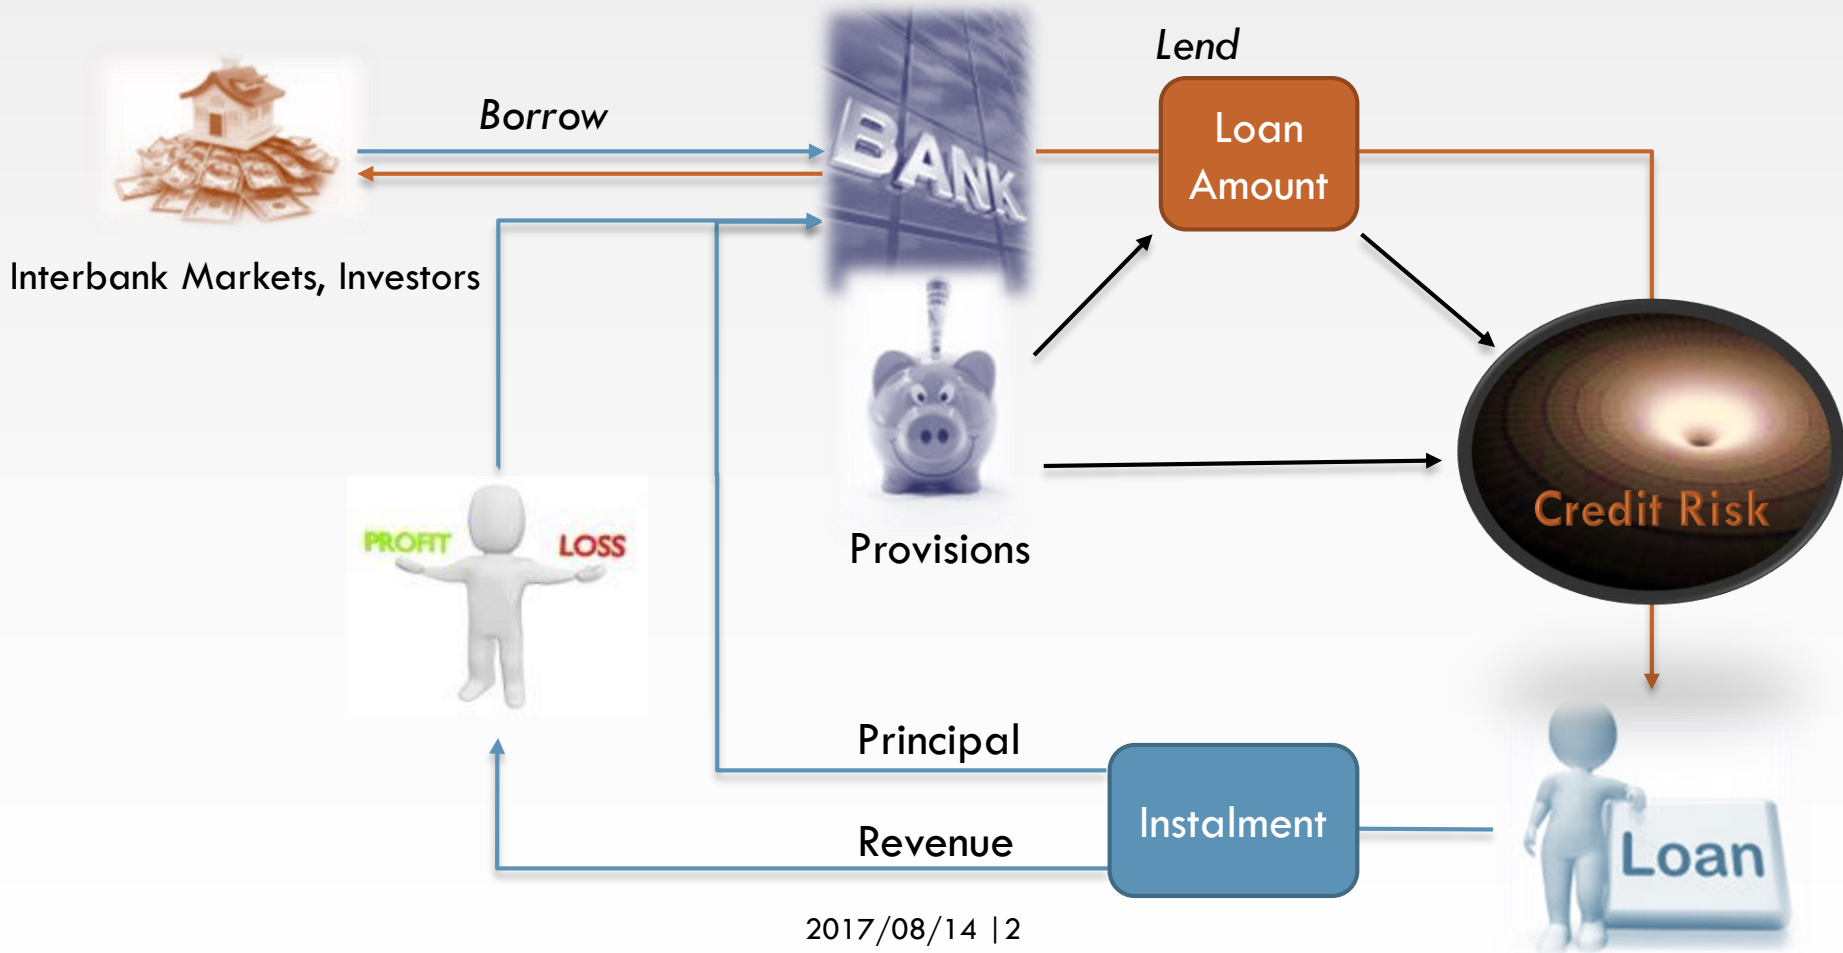 Lend
Borrow
BANK
Loan
Amount
Interbank Markets, Investors
Credit Risk
PROFIT
LOSS
Provisions
Principal
Instalment
Revenue
Loan
2017/08/14 |2